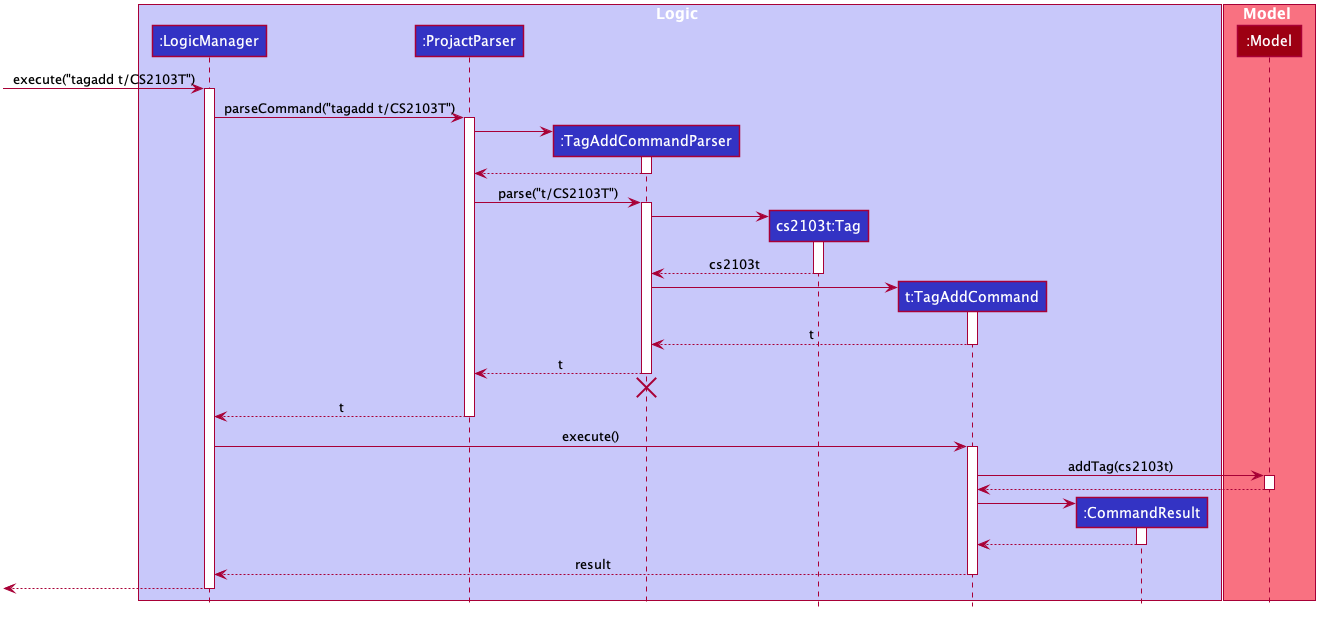 Logic
Model
:LogicManager
:ProjactParser
:Model
execute("tagadd t/CS2103T")
parseCommand("tagadd t/CS2103T")
:TagAddCommandParser
parse("t/CS2103T")
cs2103t:Tag
cs2103t
t:TagAddCommand
t
t
t
execute()
addTag(cs2103t)
:CommandResult
result